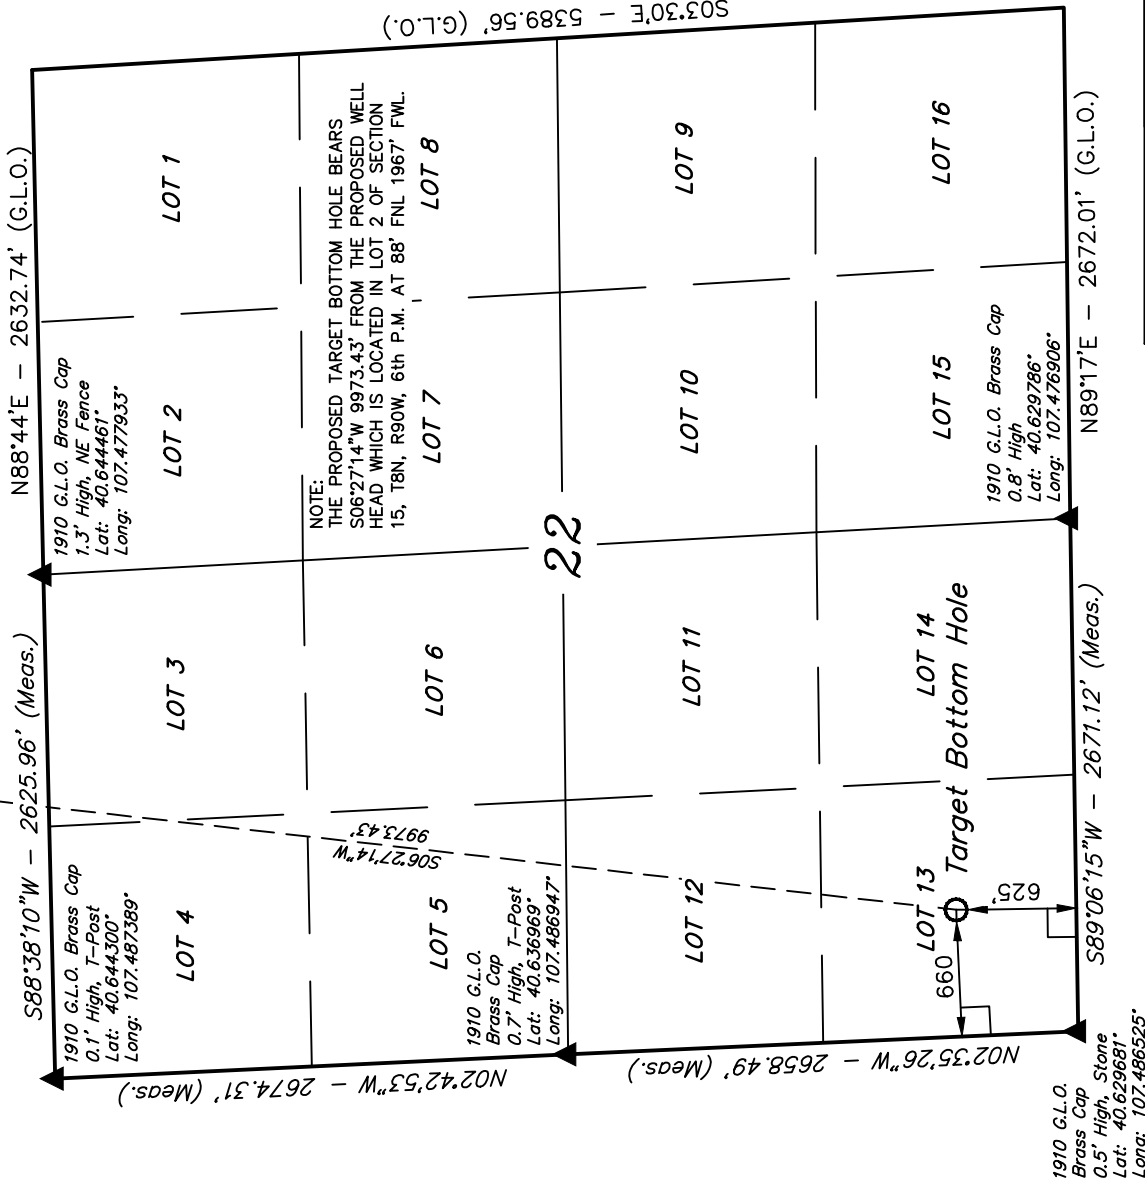 S88°38'10"W - 2625.96' (Meas.)
N88°44'E - 2632.74' (G.L.O.)
1910 G.L.O. Brass Cap
0.1' High, T-Post
Lat: 40.644300°
Long: 107.487389°
1910 G.L.O. Brass Cap
1.3' High, NE Fence
Lat: 40.644461°
Long: 107.477933°
LOT 4
LOT 3
LOT 2
LOT 1
NOTE:
THE PROPOSED TARGET BOTTOM HOLE BEARS
S06°27'14"W 9973.43' FROM THE PROPOSED WELL
HEAD WHICH IS LOCATED IN LOT 2 OF SECTION
15, T8N, R90W, 6th P.M. AT 88' FNL 1967' FWL.
N02°42'53"W - 2674.31' (Meas.)
S06°27'14"W
9973.43'
S03°30'E - 5389.56' (G.L.O.)
LOT 5
LOT 6
LOT 7
LOT 8
1910 G.L.O.
Brass Cap
0.7' High, T-Post
Lat: 40.636969°
Long: 107.486947°
22
LOT 12
LOT 11
LOT 10
LOT 9
N02°35'26"W - 2658.49' (Meas.)
LOT 13
LOT 14
LOT 15
LOT 16
Target Bottom Hole
660
625'
1910 G.L.O. Brass Cap
0.8' High
Lat: 40.629786°
Long: 107.476906°
S89°06'15"W - 2671.12' (Meas.)
N89°17'E - 2672.01' (G.L.O.)
1910 G.L.O.
Brass Cap
0.5' High, Stone
Lat: 40.629681°
Long: 107.486525°